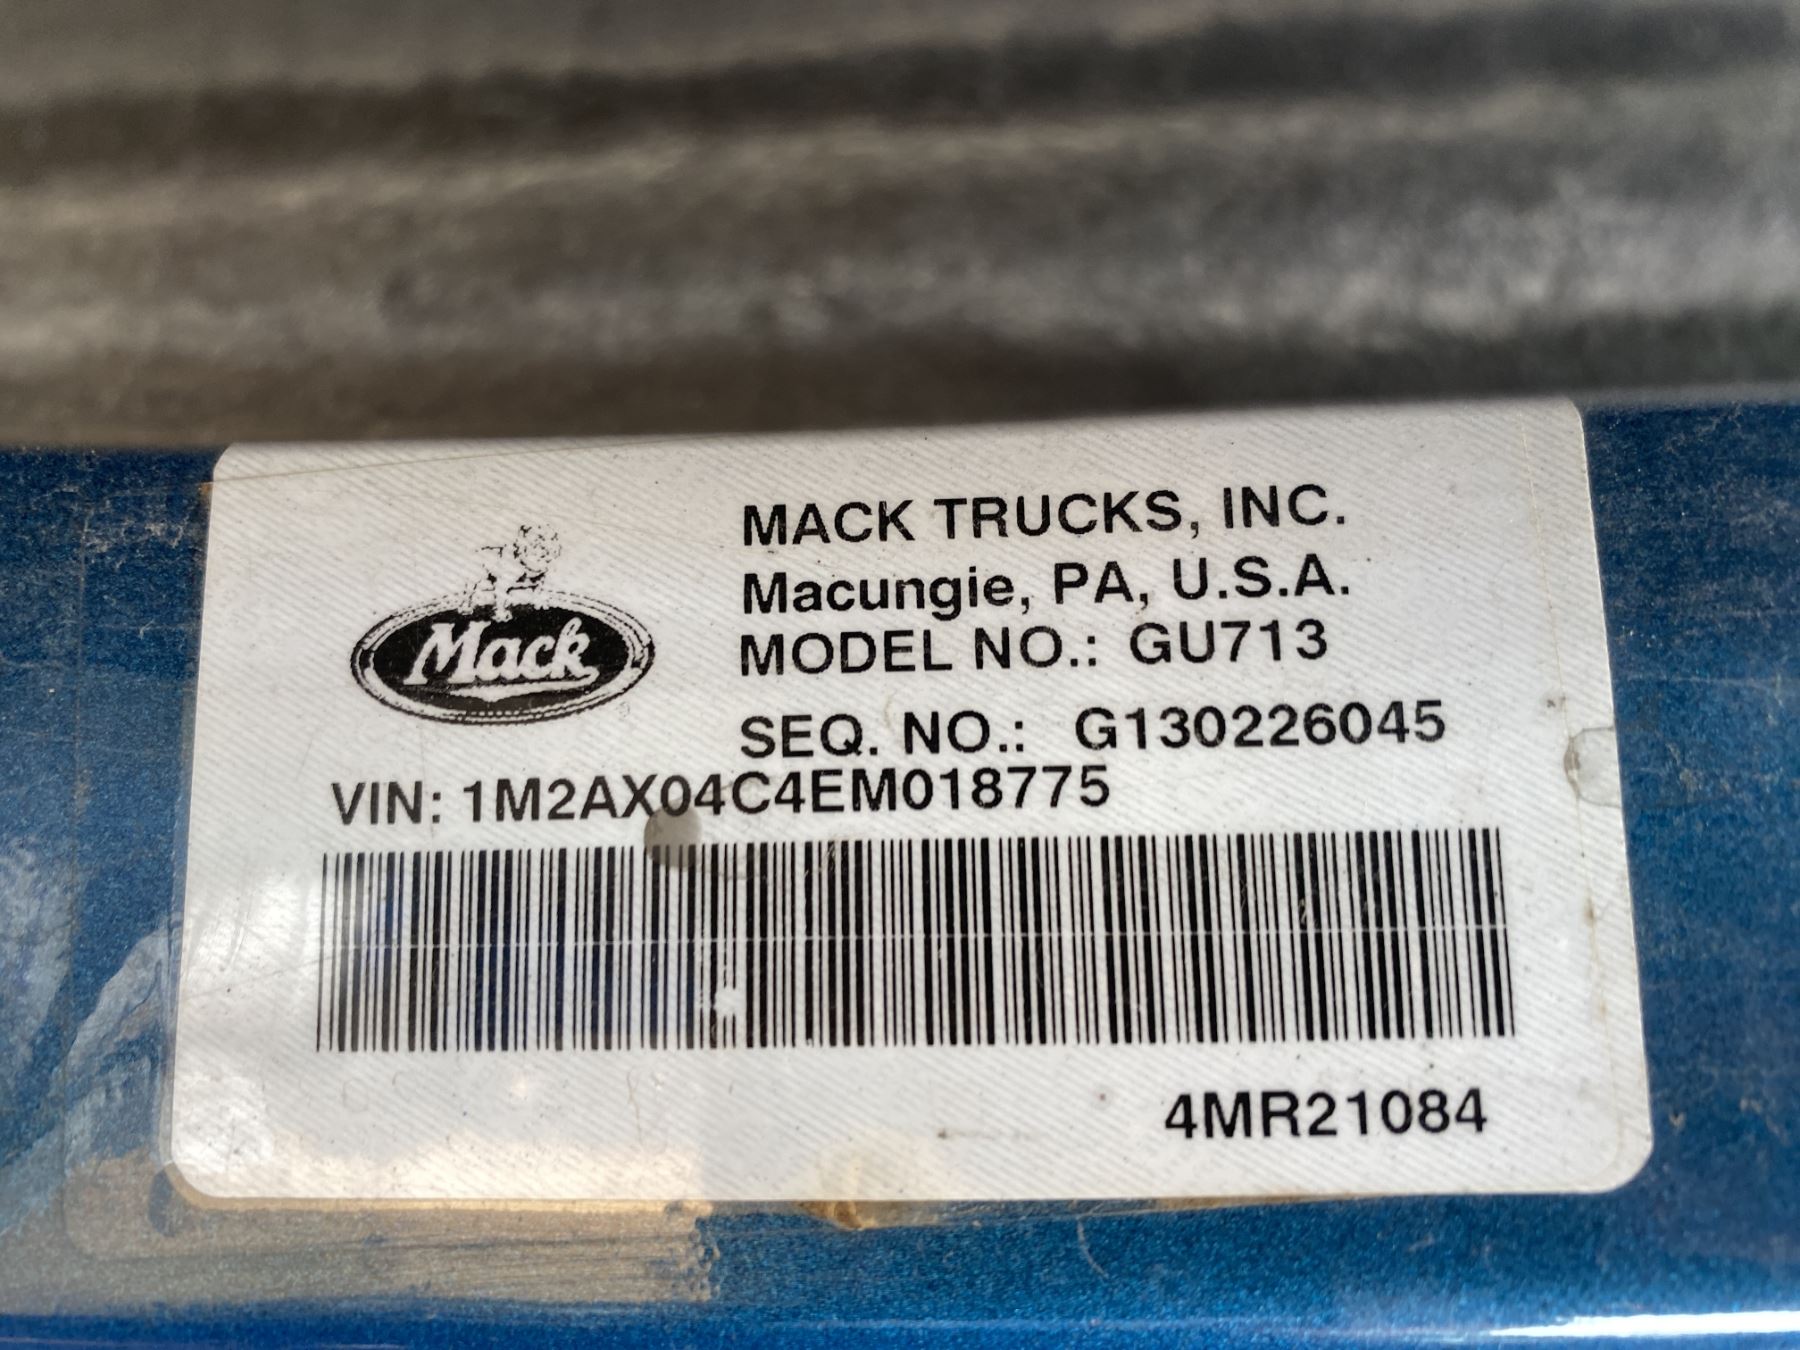 MACK TRUCKS, INC.
Macungie, PA, U.S.A.
Mack
MODEL NO.: GU713
SEQ. NO.: G130226045
VIN: 1M2AX04C4EM018775
4MR21084